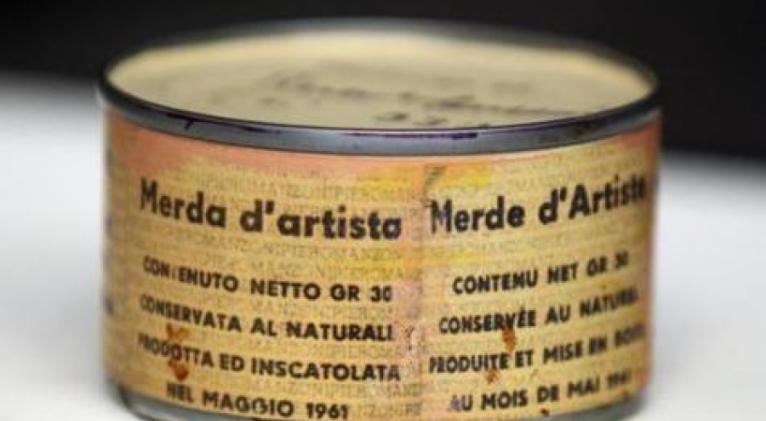 Merda d'artista
CONTENUTO NETTO GR 30
CONSERVATA AL NATURALE
PRODOTTA ED INSCATOLATA
NEL MAGGIO 1961
Merde d'Artiste
CONTENU NET GR 30
CONSERVÉE AU NATUREL
PRODUITE ET MISE EN
AU MOIS DE MAI 1961